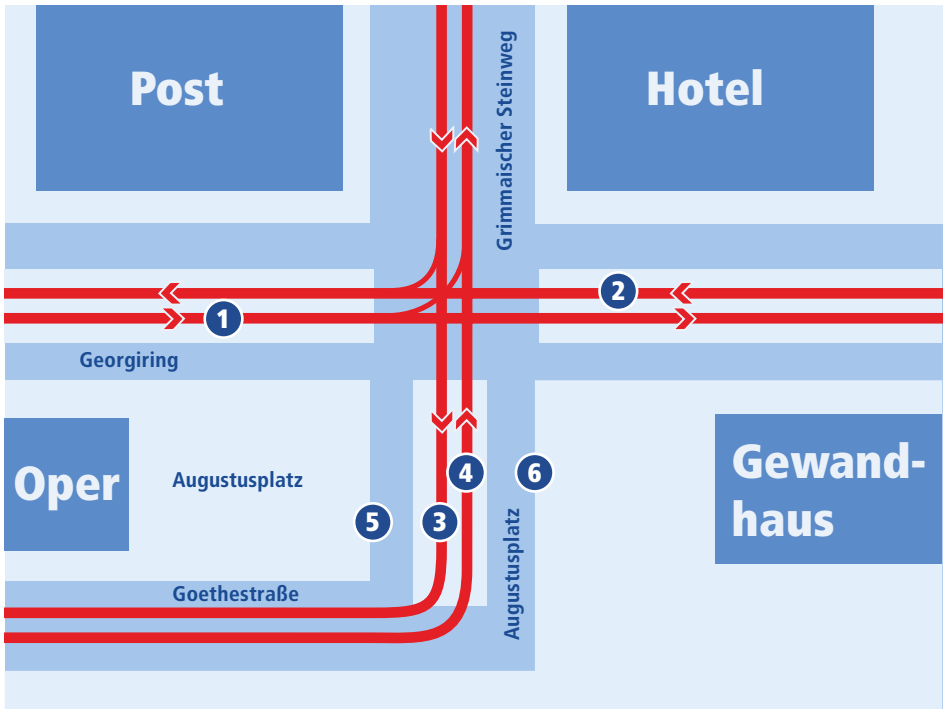 Post
Hotel
Grimmaischer Steinweg
2
1
Georgiring
Oper
Augustusplatz
4
6
Gewand-
haus
5
3
Goethestraße
Augustusplatz